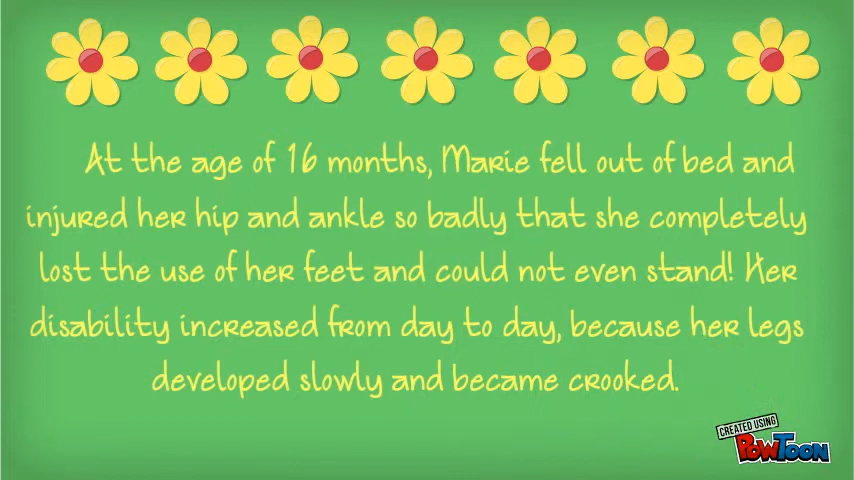 At the age of 16 months, Marie fell out of bed and
injured her hip and ankle so badly that she completely
lost the use of her feet and could not even stand! Her
disability increased from day to day, because her legs
developed slowly and became crooked.
CREATED USING
POWTOON